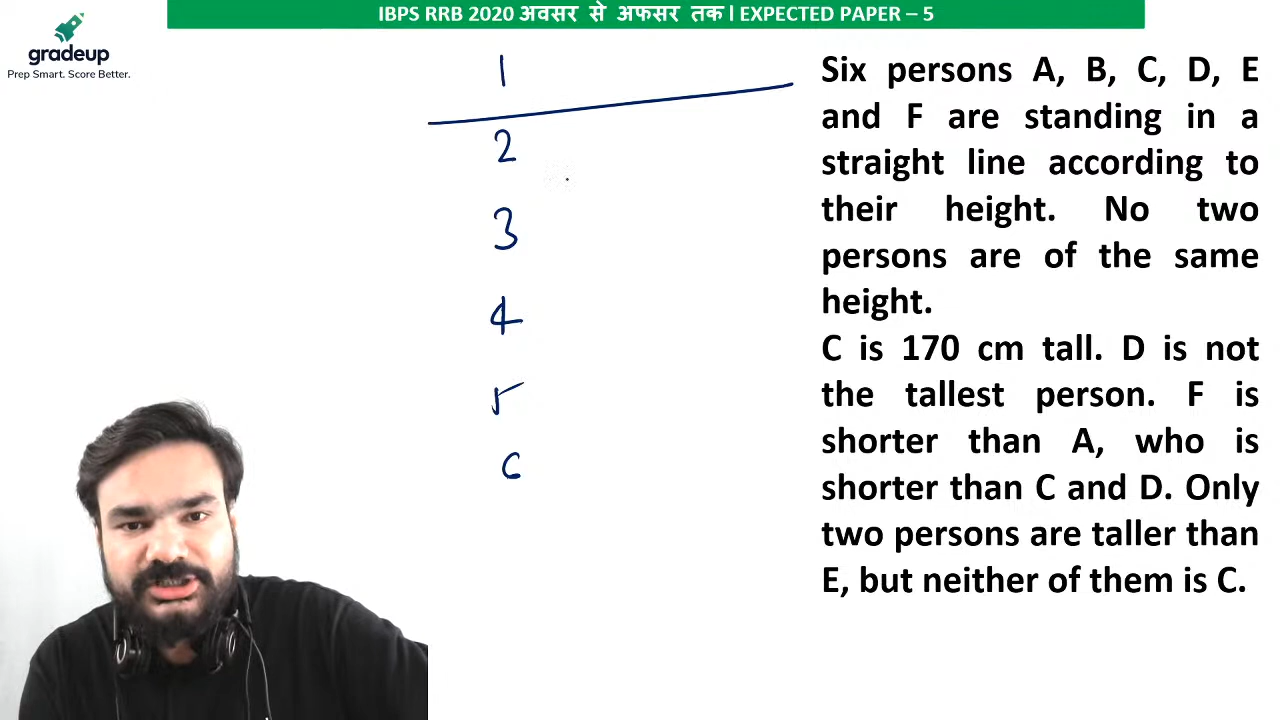 IBPS RRB 2020 अवसर से अफसर तक I EXPECTED PAPER – 5
gradeup
Prep Smart. Score Better.
1
2
3
4
5
6
Six persons A, B, C, D, E
and F are standing in a
straight line according to
their height. No two
persons are of the same
height.
C is 170 cm tall. D is not
the tallest person. F is
shorter than A, who is
shorter than C and D. Only
two persons are taller than
E, but neither of them is C.